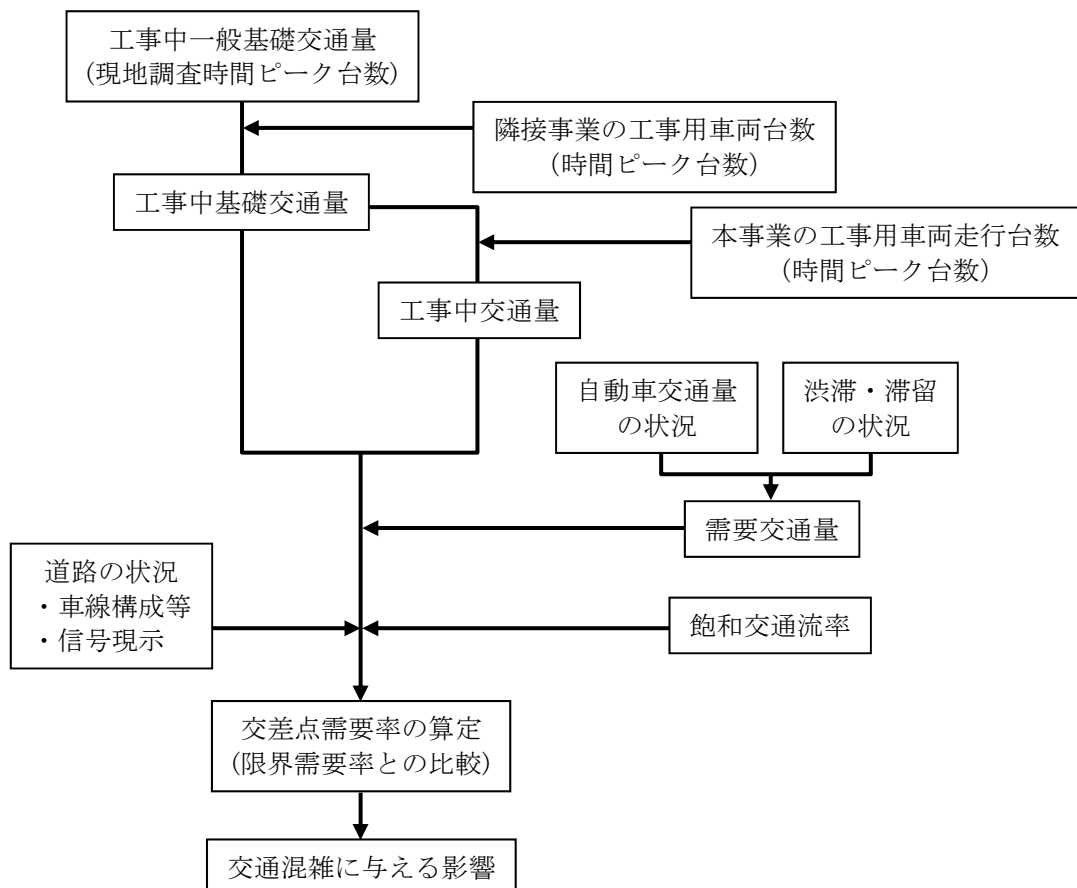 工事中一般基礎交通量
（現地調査時間ピーク台数）
隣接事業の工事用車両台数
（時間ピーク台数）
工事中基礎交通量
本事業の工事用車両走行台数
（時間ピーク台数）
工事中交通量
自動車交通量
の状況
渋滞・滞留
の状況
需要交通量
道路の状況
・車線構成等
・信号現示
飽和交通流率
交差点需要率の算定
（限界需要率との比較）
交通混雑に与える影響